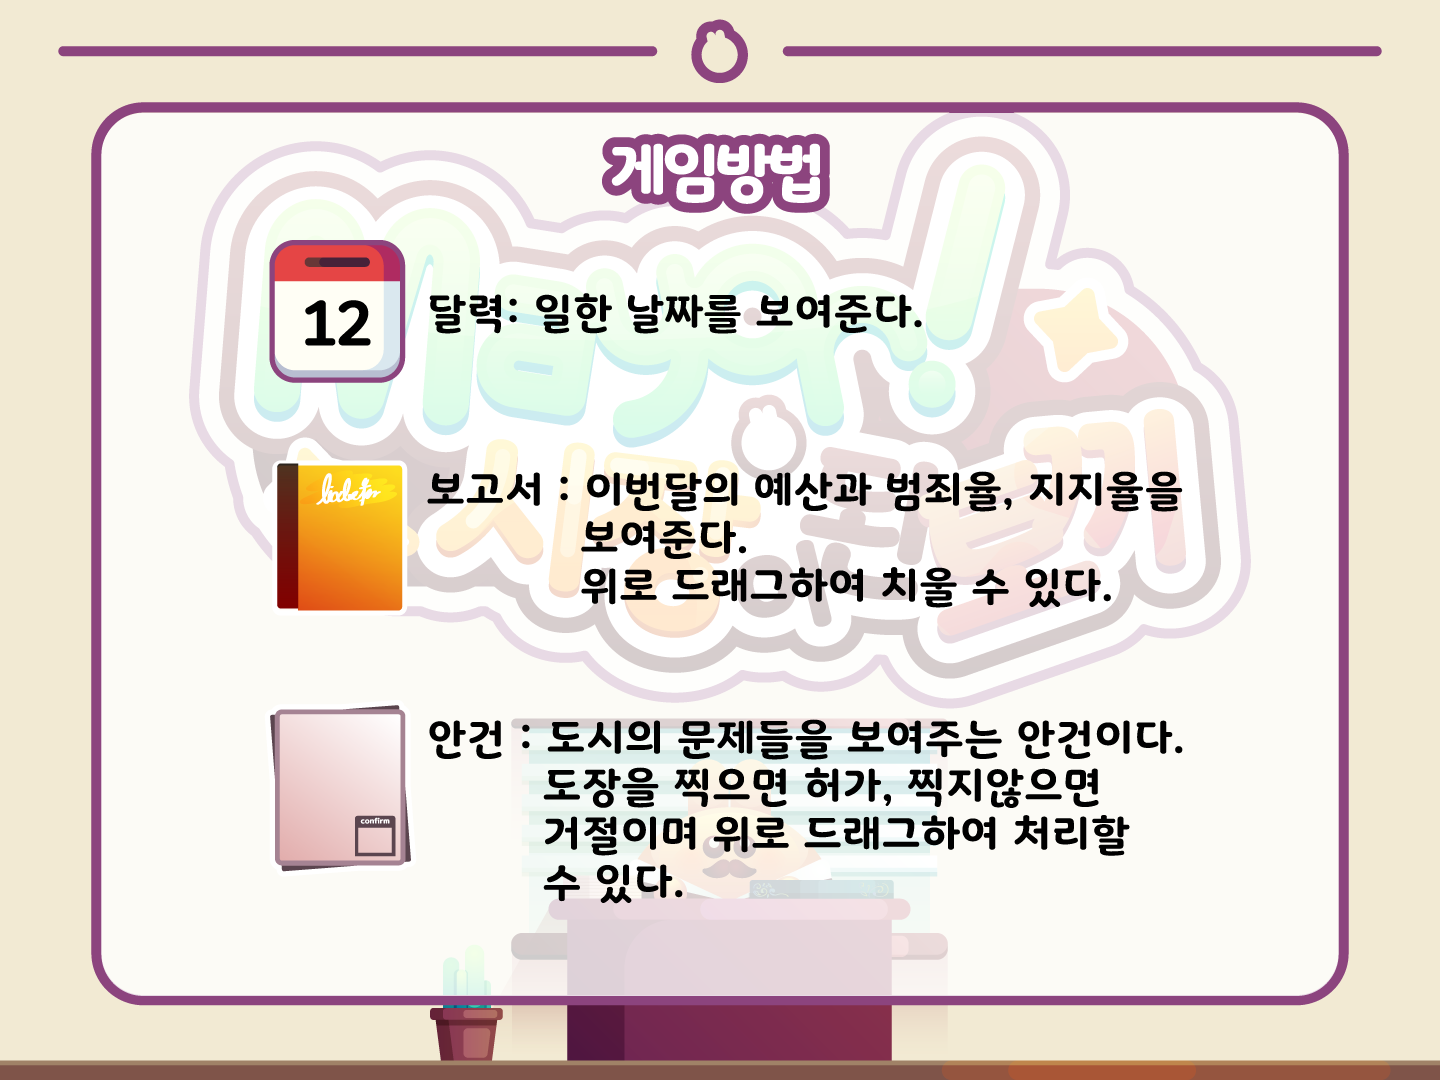 게임방법
12
달력: 일한 날짜를 보여준다.
보고서 : 이번달의 예산과 범죄율, 지지율을
보여준다.
위로 드래그하여 치울 수 있다.
confirm
안건 : 도시의 문제들을 보여주는 안건이다.
도장을 찍으면 허가, 찍지않으면
거절이며 위로 드래그하여 처리할
수 있다.